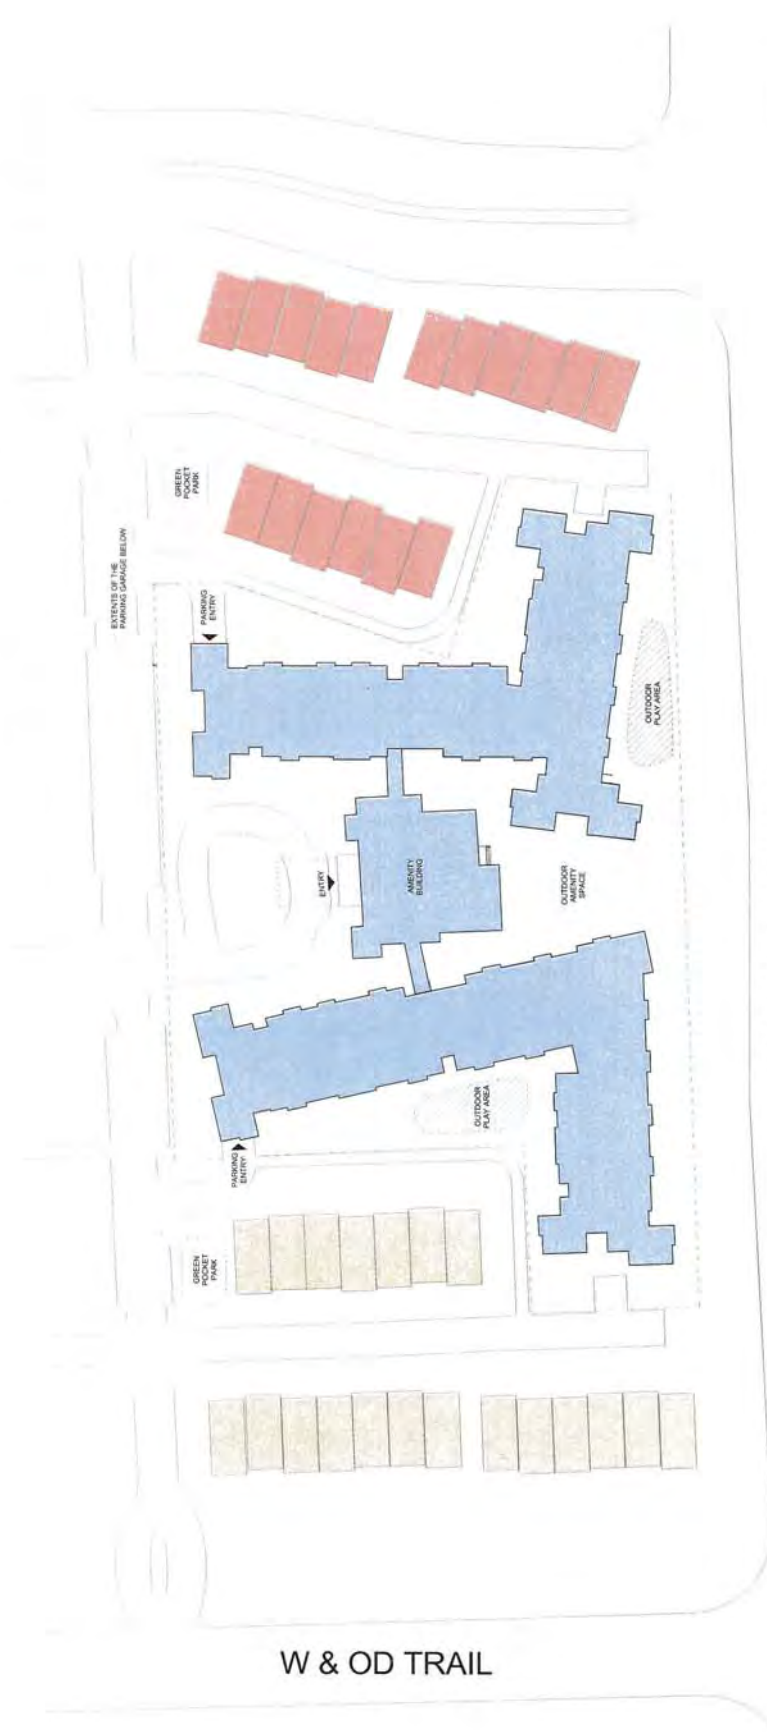 GREEN
POCKET
PARK
EXTENTS OF THE
PARKING GARAGE BELOW
PARKING
ENTRY
OUTDOOR
PLAY AREA
ENTRY
AMENITY
BUILDING
OUTDOOR
AMENITY
SPACE
OUTDOOR
PLAY AREA
PARKING
ENTRY
GREEN
POCKET
PARK
W & OD TRAIL